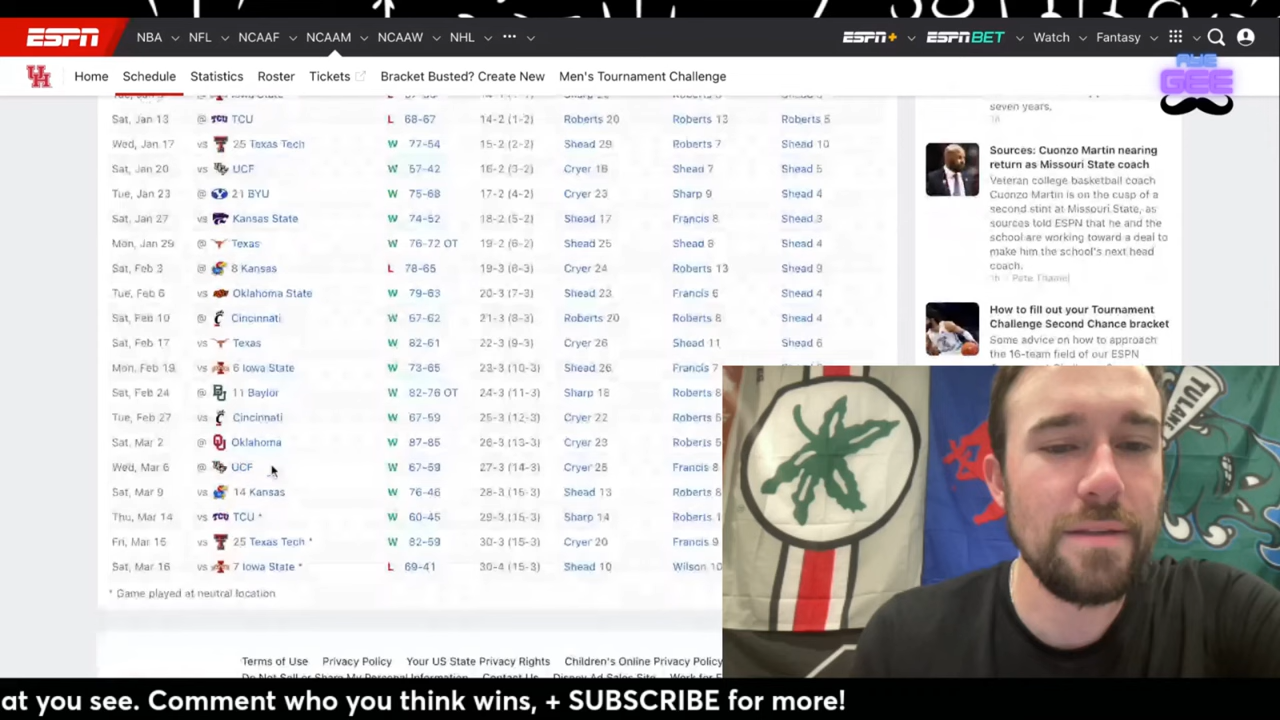 ESPN NBA NFL NCAAF NCAAM NCAAW NHL ESPN+ ESPN BET Watch Fantasy
UH Home Schedule Statistics Roster Tickets Bracket Busted? Create New Men's Tournament Challenge
AYE
GEE
Sat, Jan 13 @ TCU L 68-67 14-2 (1-2) Roberts 20 Roberts 13 Roberts 5
Wed, Jan 17 vs 25 Texas Tech W 77-54 15-2 (2-2) Shead 29 Roberts 7 Shead 10
Sat, Jan 20 vs UCF W 57-42 16-2 (3-2) Cryer 16 Shead 7 Shead 5
Tue, Jan 23 @ 21 BYU W 75-68 17-2 (4-2) Cryer 23 Sharp 9 Shead 4
Sat, Jan 27 vs Kansas State W 74-52 18-2 (5-2) Shead 17 Francis 8 Shead 3
Mon, Jan 29 @ Texas W 76-72 OT 19-2 (6-2) Shead 25 Shead 8 Shead 4
Sat, Feb 3 @ 8 Kansas L 78-65 19-3 (6-3) Cryer 24 Roberts 13 Shead 9
Tue, Feb 6 vs Oklahoma State W 79-63 20-3 (7-3) Shead 23 Francis 6 Shead 4
Sat, Feb 10 @ Cincinnati W 67-62 21-3 (8-3) Roberts 20 Roberts 8 Shead 4
Sat, Feb 17 vs Texas W 82-61 22-3 (9-3) Cryer 26 Shead 11 Shead 6
Mon, Feb 19 vs 6 Iowa State W 73-65 23-3 (10-3) Shead 26 Francis 7
Sat, Feb 24 @ 11 Baylor W 82-76 OT 24-3 (11-3) Sharp 18 Roberts
Tue, Feb 27 vs Cincinnati W 67-59 25-3 (12-3) Cryer 22 Roberts
Sat, Mar 2 @ Oklahoma W 87-85 26-3 (13-3) Cryer 23 Roberts
Wed, Mar 6 @ UCF W 67-59 27-3 (14-3) Cryer 25 Francis 8
Sat, Mar 9 vs 14 Kansas W 76-46 28-3 (15-3) Shead 13 Roberts 8
Thu, Mar 14 vs TCU * W 60-45 29-3 (15-3) Sharp 14 Roberts 1
Fri, Mar 15 vs 25 Texas Tech * W 82-59 30-3 (15-3) Cryer 20 Francis 9
Sat, Mar 16 vs 7 Iowa State * L 69-41 30-4 (15-3) Shead 10 Wilson 10
* Game played at neutral location
seven years.
Sources: Cuonzo Martin nearing
return as Missouri State coach
Veteran college basketball coach
Cuonzo Martin is on the cusp of a
second stint at Missouri State, as
sources told ESPN that he and the
school are working toward a deal to
make him the school's next head
coach.
How to fill out your Tournament
Challenge Second Chance bracket
Some advice on how to approach
the 16-team field of our ESPN
TULANE
Terms of Use Privacy Policy Your US State Privacy Rights Children's Online Privacy Policy
at you see. Comment who you think wins, + SUBSCRIBE for more!